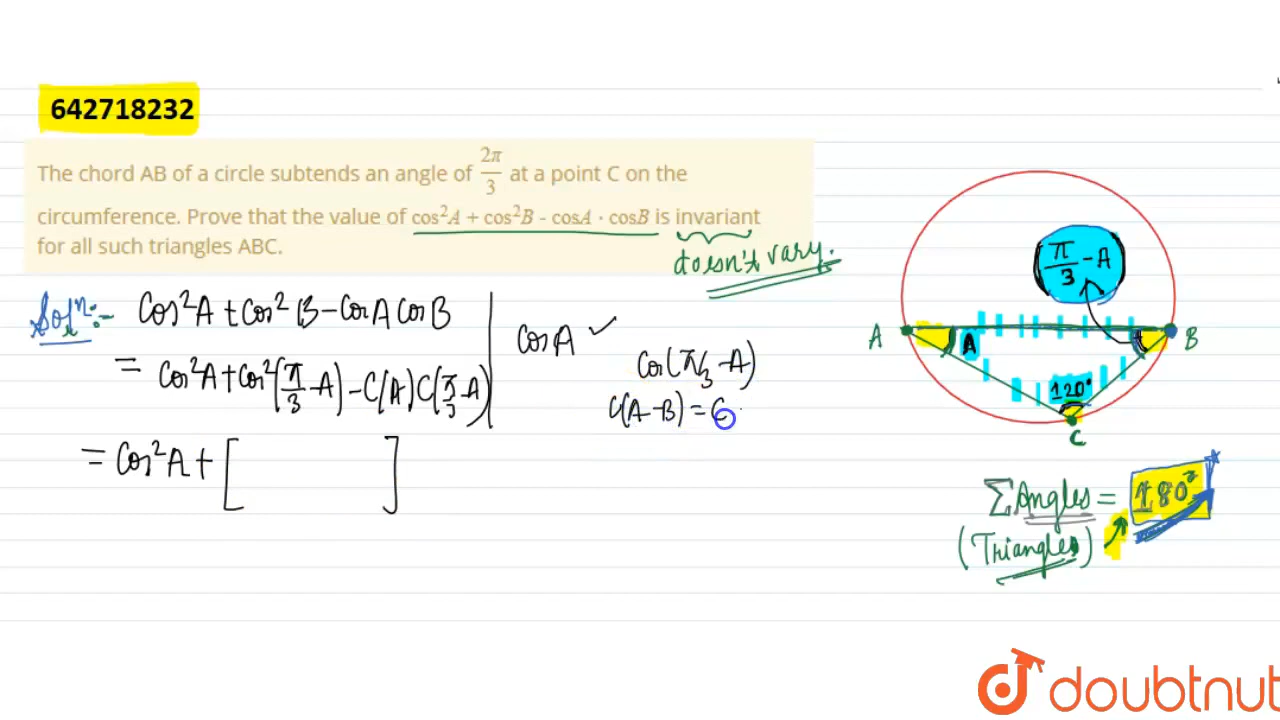 642718232
The chord AB of a circle subtends an angle of 2π/3 at a point C on the
circumference. Prove that the value of cos²A + cos²B - cosA · cosB is invariant
for all such triangles ABC.
doesn't vary.
Solⁿ:- Cos²A + Cos²B - CosA CosB
= Cos²A + Cos²(π/3 - A) - C(A) C(π/3 - A)
= Cos²A + [ ]
CosA ✓
Cos(π/3 - A)
C(A-B) = C
(π/3 - A)
A
B
A
120°
C
∑ Angles = 180°
(Triangles)
doubtnut